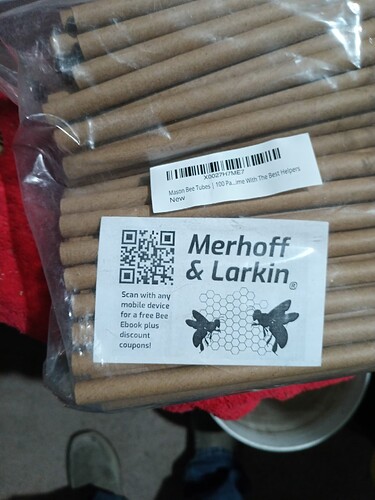 X0027H7ME7
Mason Bee Tubes | 100 Pa...ime With The Best Helpers
New
Merhoff
& Larkin®
Scan with any
mobile device
for a free Bee
Ebook plus
discount
coupons!